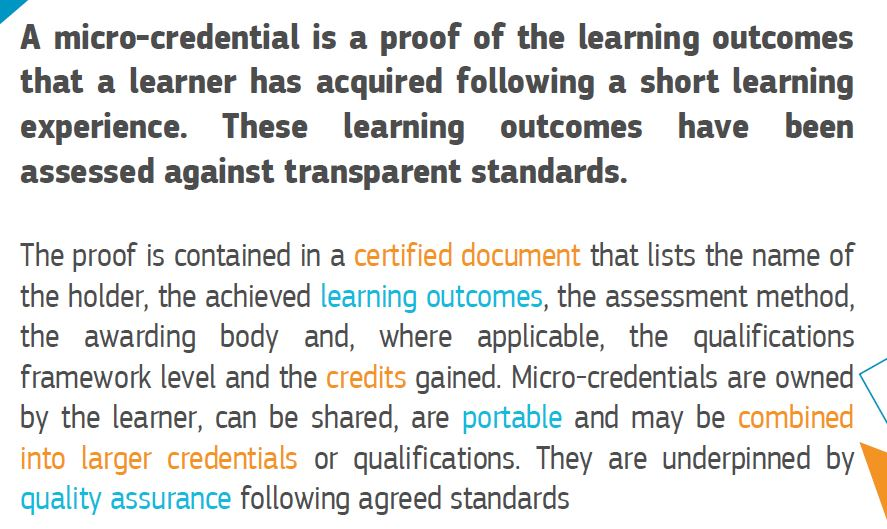 A micro-credential is a proof of the learning outcomes
that a learner has acquired following a short learning
experience. These learning outcomes have been
assessed against transparent standards.
The proof is contained in a certified document that lists the name of
the holder, the achieved learning outcomes, the assessment method,
the awarding body and, where applicable, the qualifications
framework level and the credits gained. Micro-credentials are owned
by the learner, can be shared, are portable and may be combined
into larger credentials or qualifications. They are underpinned by
quality assurance following agreed standards